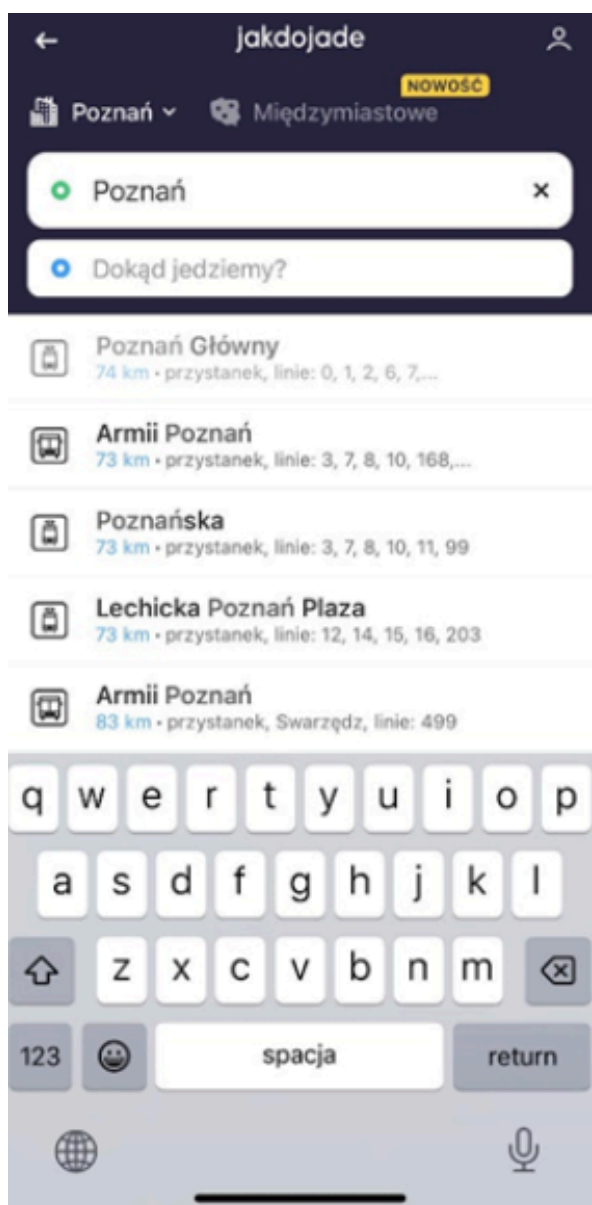 jakdojade
NOWOŚĆ
Poznań Międzymiastowe
Poznań
Dokąd jedziemy?
Poznań Główny
74 km • przystanek, linie: 0, 1, 2, 6, 7,...
Armii Poznań
73 km • przystanek, linie: 3, 7, 8, 10, 168,...
Poznańska
73 km • przystanek, linie: 3, 7, 8, 10, 11, 99
Lechicka Poznań Plaza
73 km • przystanek, linie: 12, 14, 15, 16, 203
Armii Poznań
83 km • przystanek, Swarzędz, linie: 499
q w e r t y u i o p
a s d f g h j k l
z x c v b n m
123 spacja return